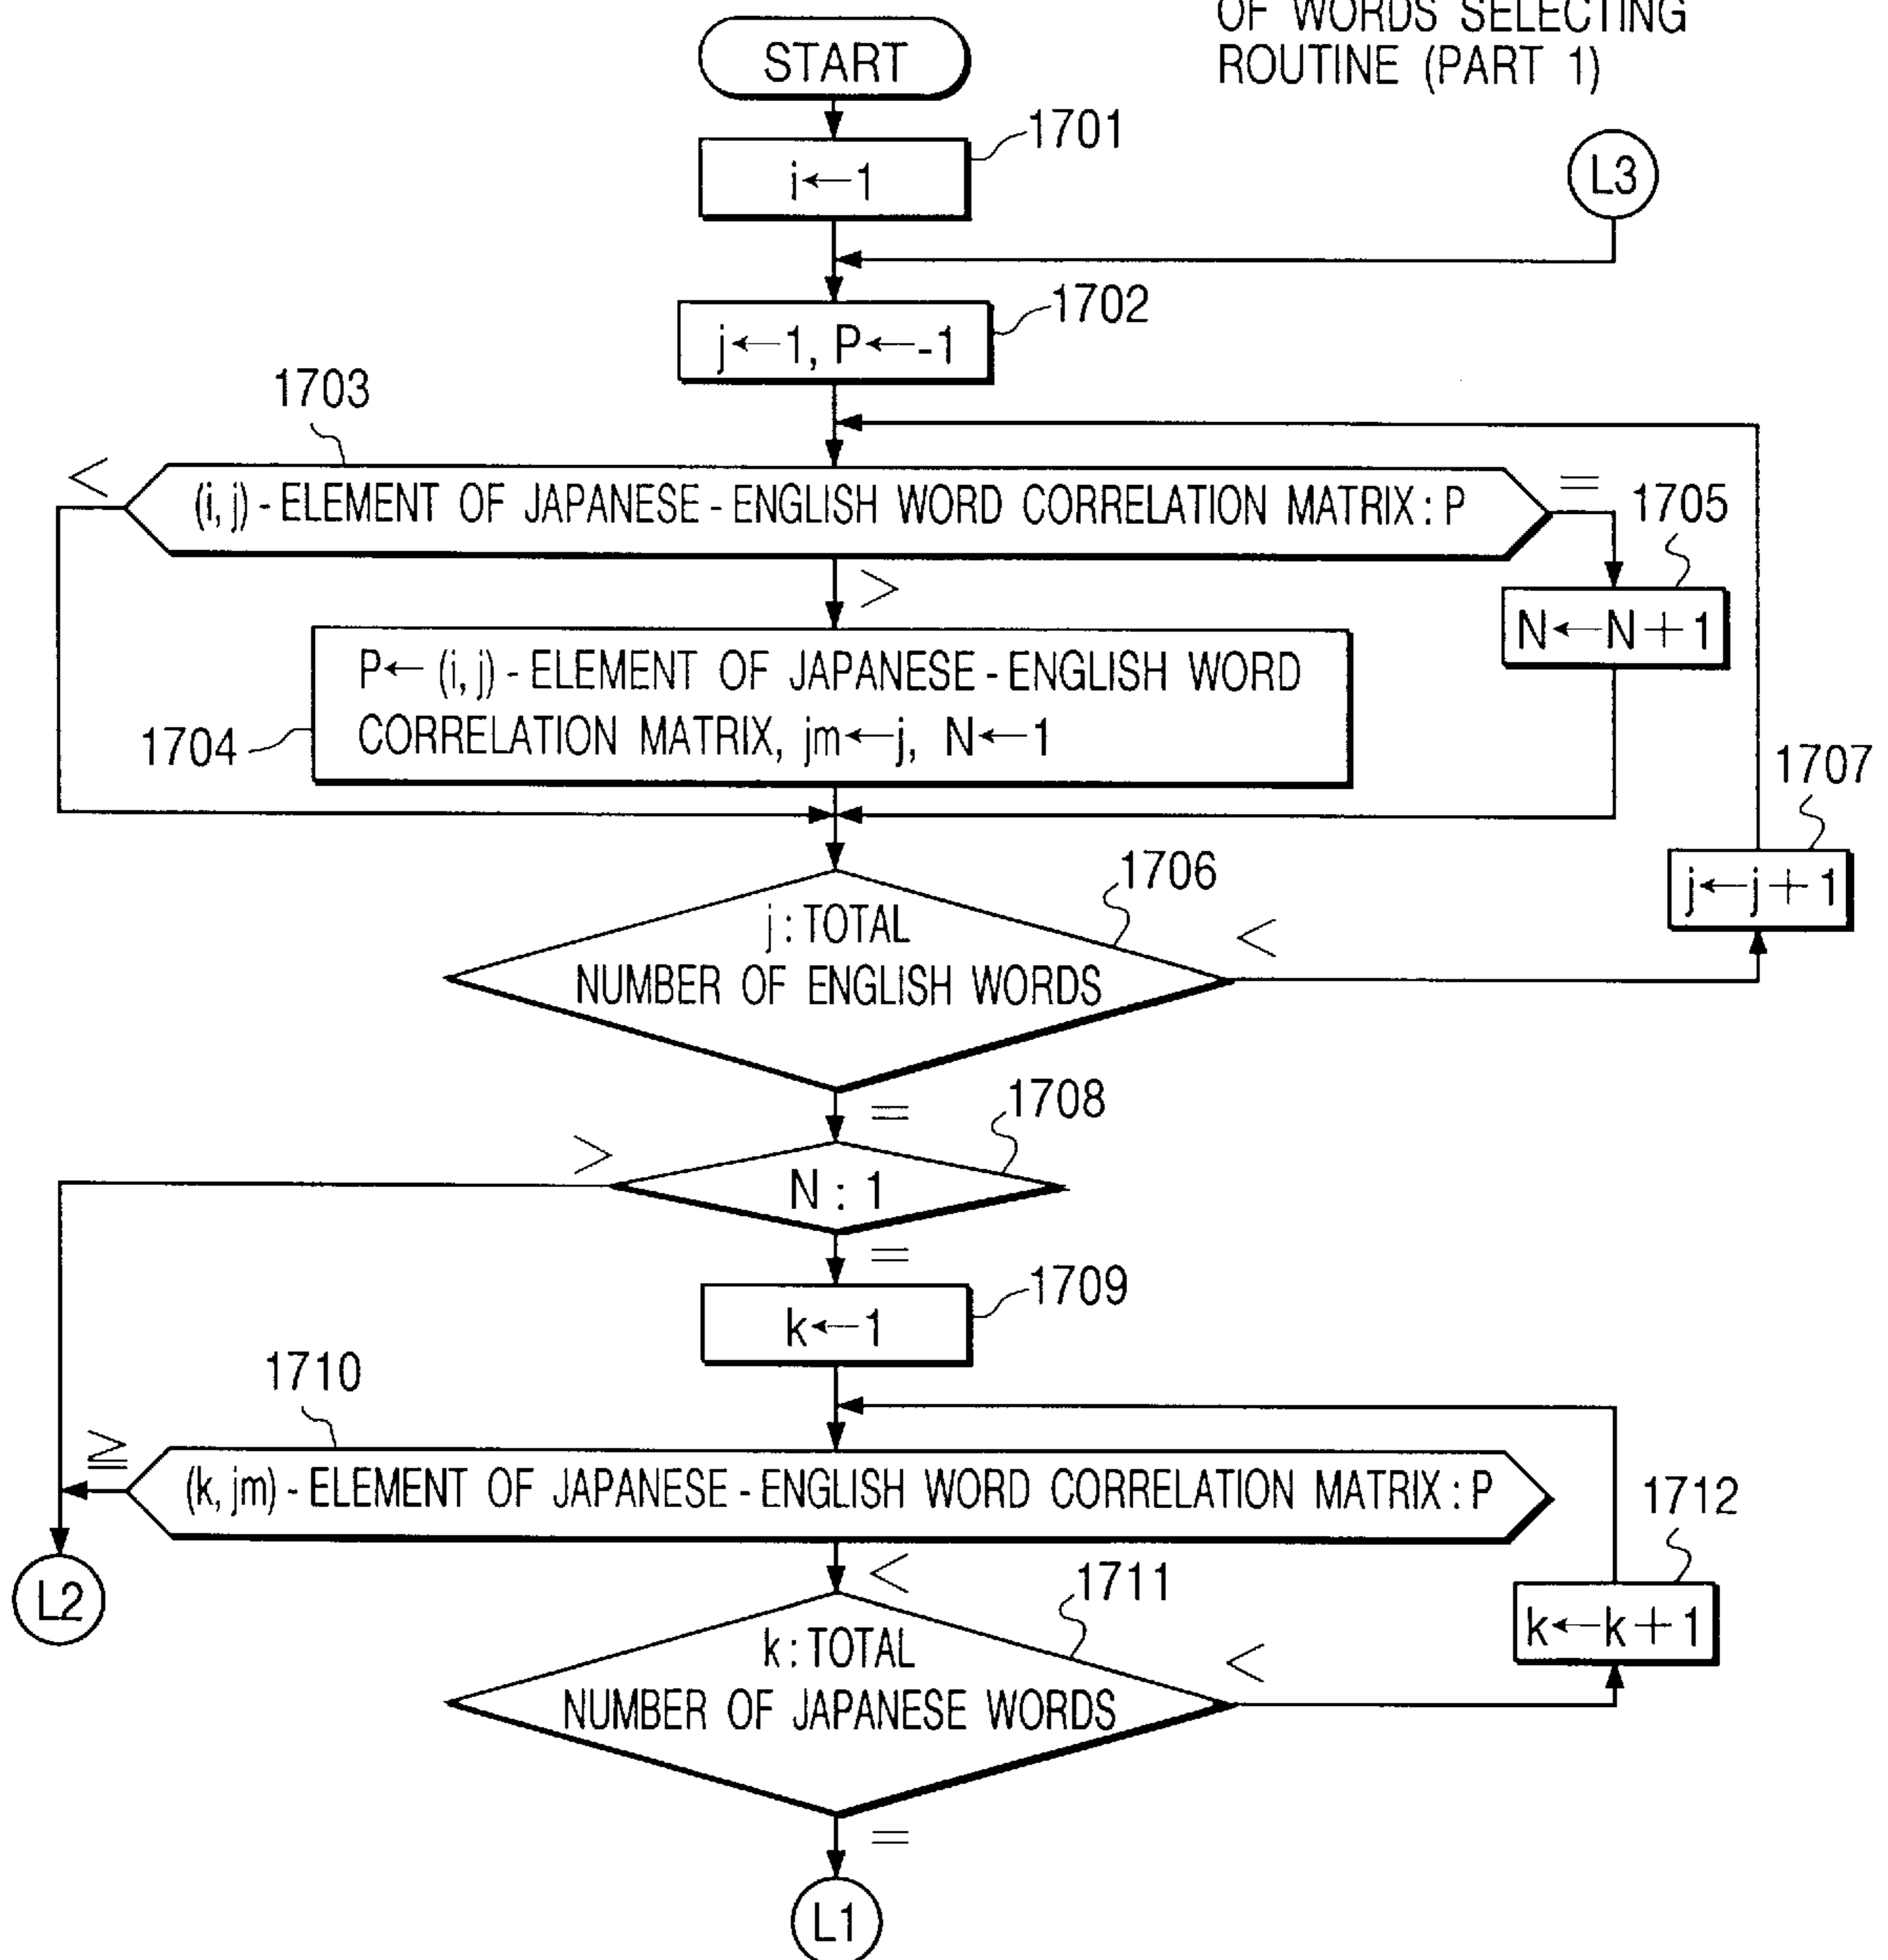 OF WORDS SELECTING
ROUTINE (PART 1)
START
1701
i←1
L3
1702
j←1, P←-1
1703
<
(i, j) - ELEMENT OF JAPANESE - ENGLISH WORD CORRELATION MATRIX : P
=
1705
>
N←N+1
P← (i, j) - ELEMENT OF JAPANESE - ENGLISH WORD
CORRELATION MATRIX, jm←j, N←1
1704
1707
j←j+1
1706
j : TOTAL
NUMBER OF ENGLISH WORDS
<
=
1708
>
N : 1
=
1709
k←1
1710
≧
(k, jm) - ELEMENT OF JAPANESE - ENGLISH WORD CORRELATION MATRIX : P
1712
<
L2
1711
k←k+1
k : TOTAL
NUMBER OF JAPANESE WORDS
<
=
L1